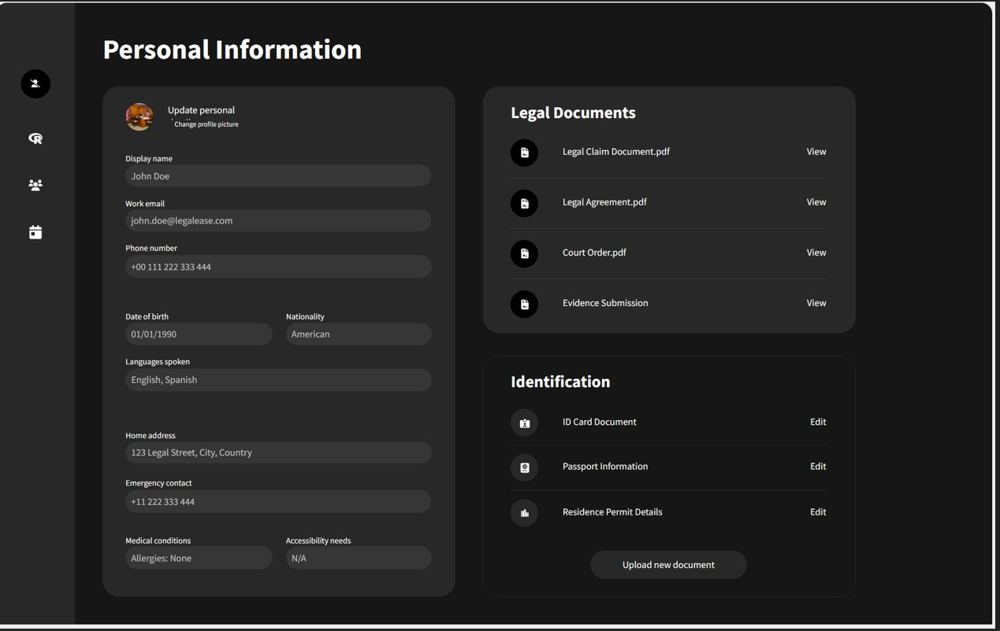 Personal Information
Update personal
Change profile picture
Display name
John Doe
Work email
john.doe@legalease.com
Phone number
+00 111 222 333 444
Date of birth
Nationality
01/01/1990
American
Languages spoken
English, Spanish
Home address
123 Legal Street, City, Country
Emergency contact
+11 222 333 444
Medical conditions
Accessibility needs
Allergies: None
N/A
Legal Documents
Legal Claim Document.pdf View
Legal Agreement.pdf View
Court Order.pdf View
Evidence Submission View
Identification
ID Card Document Edit
Passport Information Edit
Residence Permit Details Edit
Upload new document